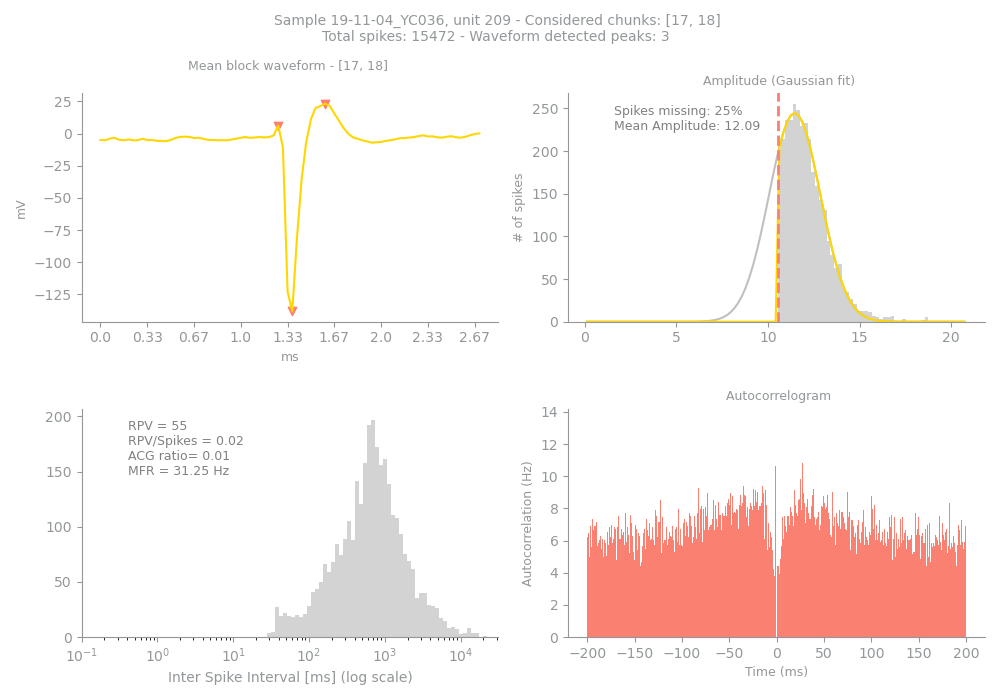 Sample 19-11-04_YC036, unit 209 - Considered chunks: [17, 18]
Total spikes: 15472 - Waveform detected peaks: 3
Mean block waveform - [17, 18]
25
0
−25
−50
−75
−100
−125
mV
0.0 0.33 0.67 1.0 1.33 1.67 2.0 2.33 2.67
ms
Amplitude (Gaussian fit)
Spikes missing: 25%
Mean Amplitude: 12.09
250
200
150
100
50
0
# of spikes
0 5 10 15 20
RPV = 55
RPV/Spikes = 0.02
ACG ratio= 0.01
MFR = 31.25 Hz
200
150
100
50
0
10⁻¹ 10⁰ 10¹ 10² 10³ 10⁴
Inter Spike Interval [ms] (log scale)
Autocorrelogram
14
12
10
8
6
4
2
0
Autocorrelation (Hz)
−200 −150 −100 −50 0 50 100 150 200
Time (ms)